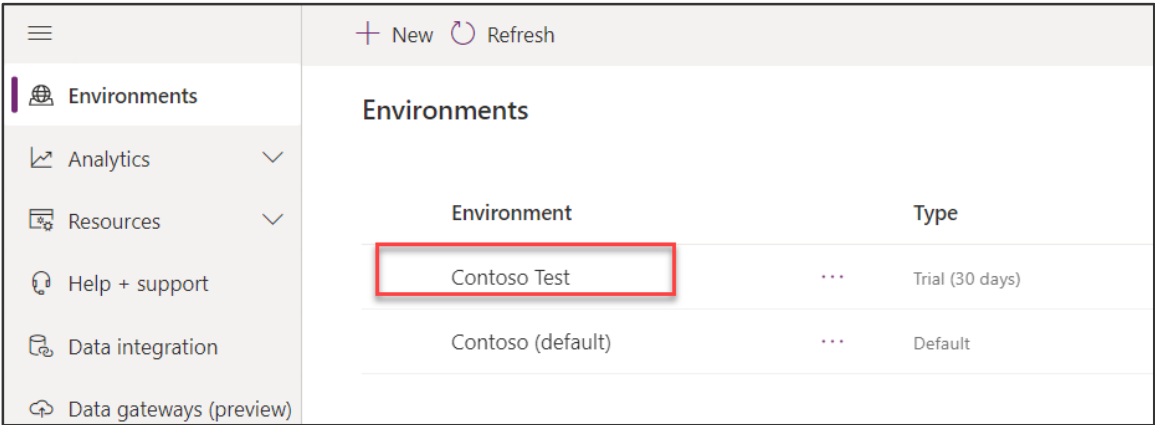 New Refresh
Environments
Analytics
Resources
Help + support
Data integration
Data gateways (preview)
Environments
Environment Type
Contoso Test ... Trial (30 days)
Contoso (default) ... Default